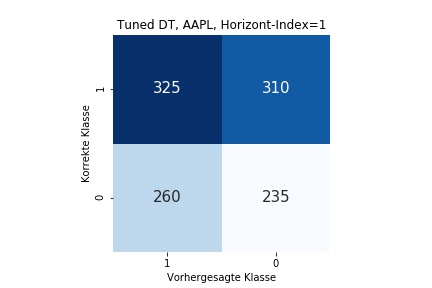 Tuned DT, AAPL, Horizont-Index=1
Korrekte Klasse
1
325
310
0
260
235
1
0
Vorhergesagte Klasse